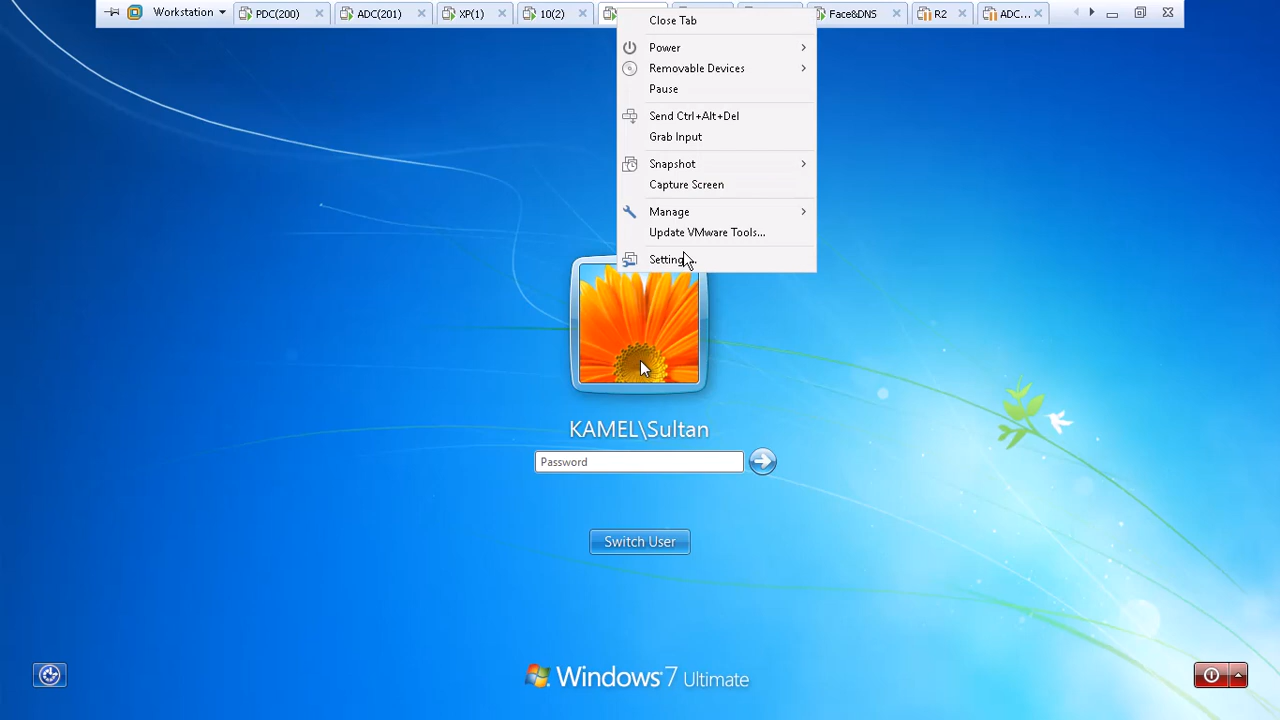 Workstation
PDC(200)
ADC(201)
XP(1)
10(2)
Face&DNS
R2
ADC...
Close Tab
Power
Removable Devices
Pause
Send Ctrl+Alt+Del
Grab Input
Snapshot
Capture Screen
Manage
Update VMware Tools...
Setting
KAMEL\Sultan
Password
Switch User
Windows 7 Ultimate